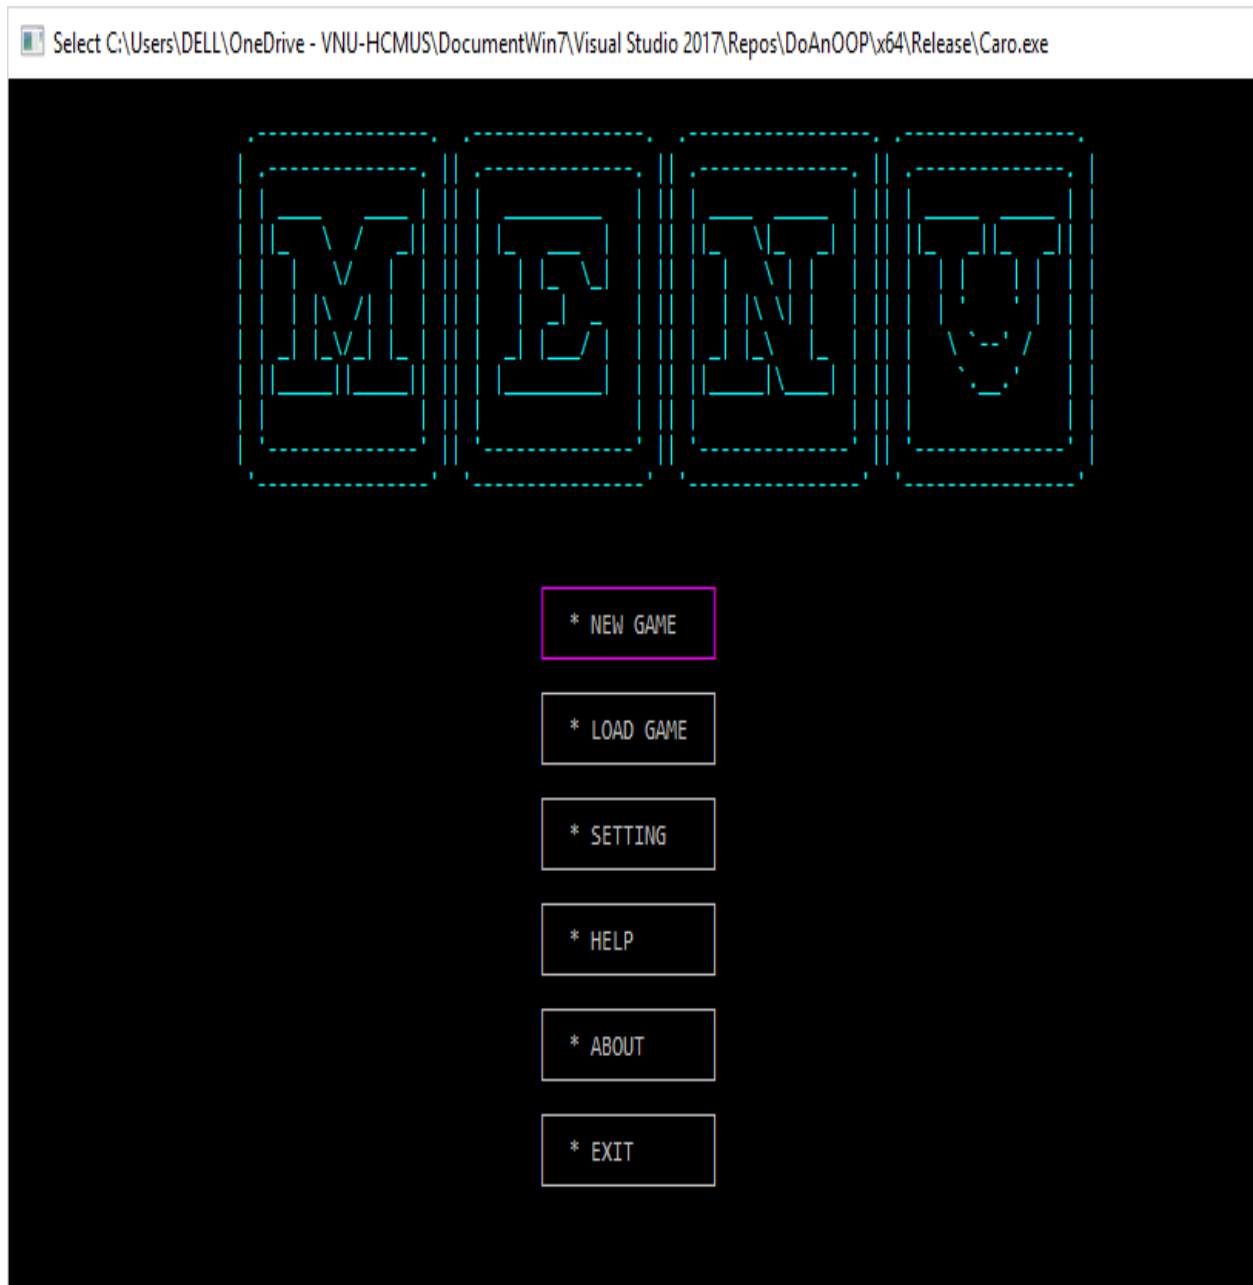 Select C:\Users\DELL\OneDrive - VNU-HCMUS\DocumentWin7\Visual Studio 2017\Repos\DoAnOOP\x64\Release\Caro.exe
MENU
* NEW GAME
* LOAD GAME
* SETTING
* HELP
* ABOUT
* EXIT